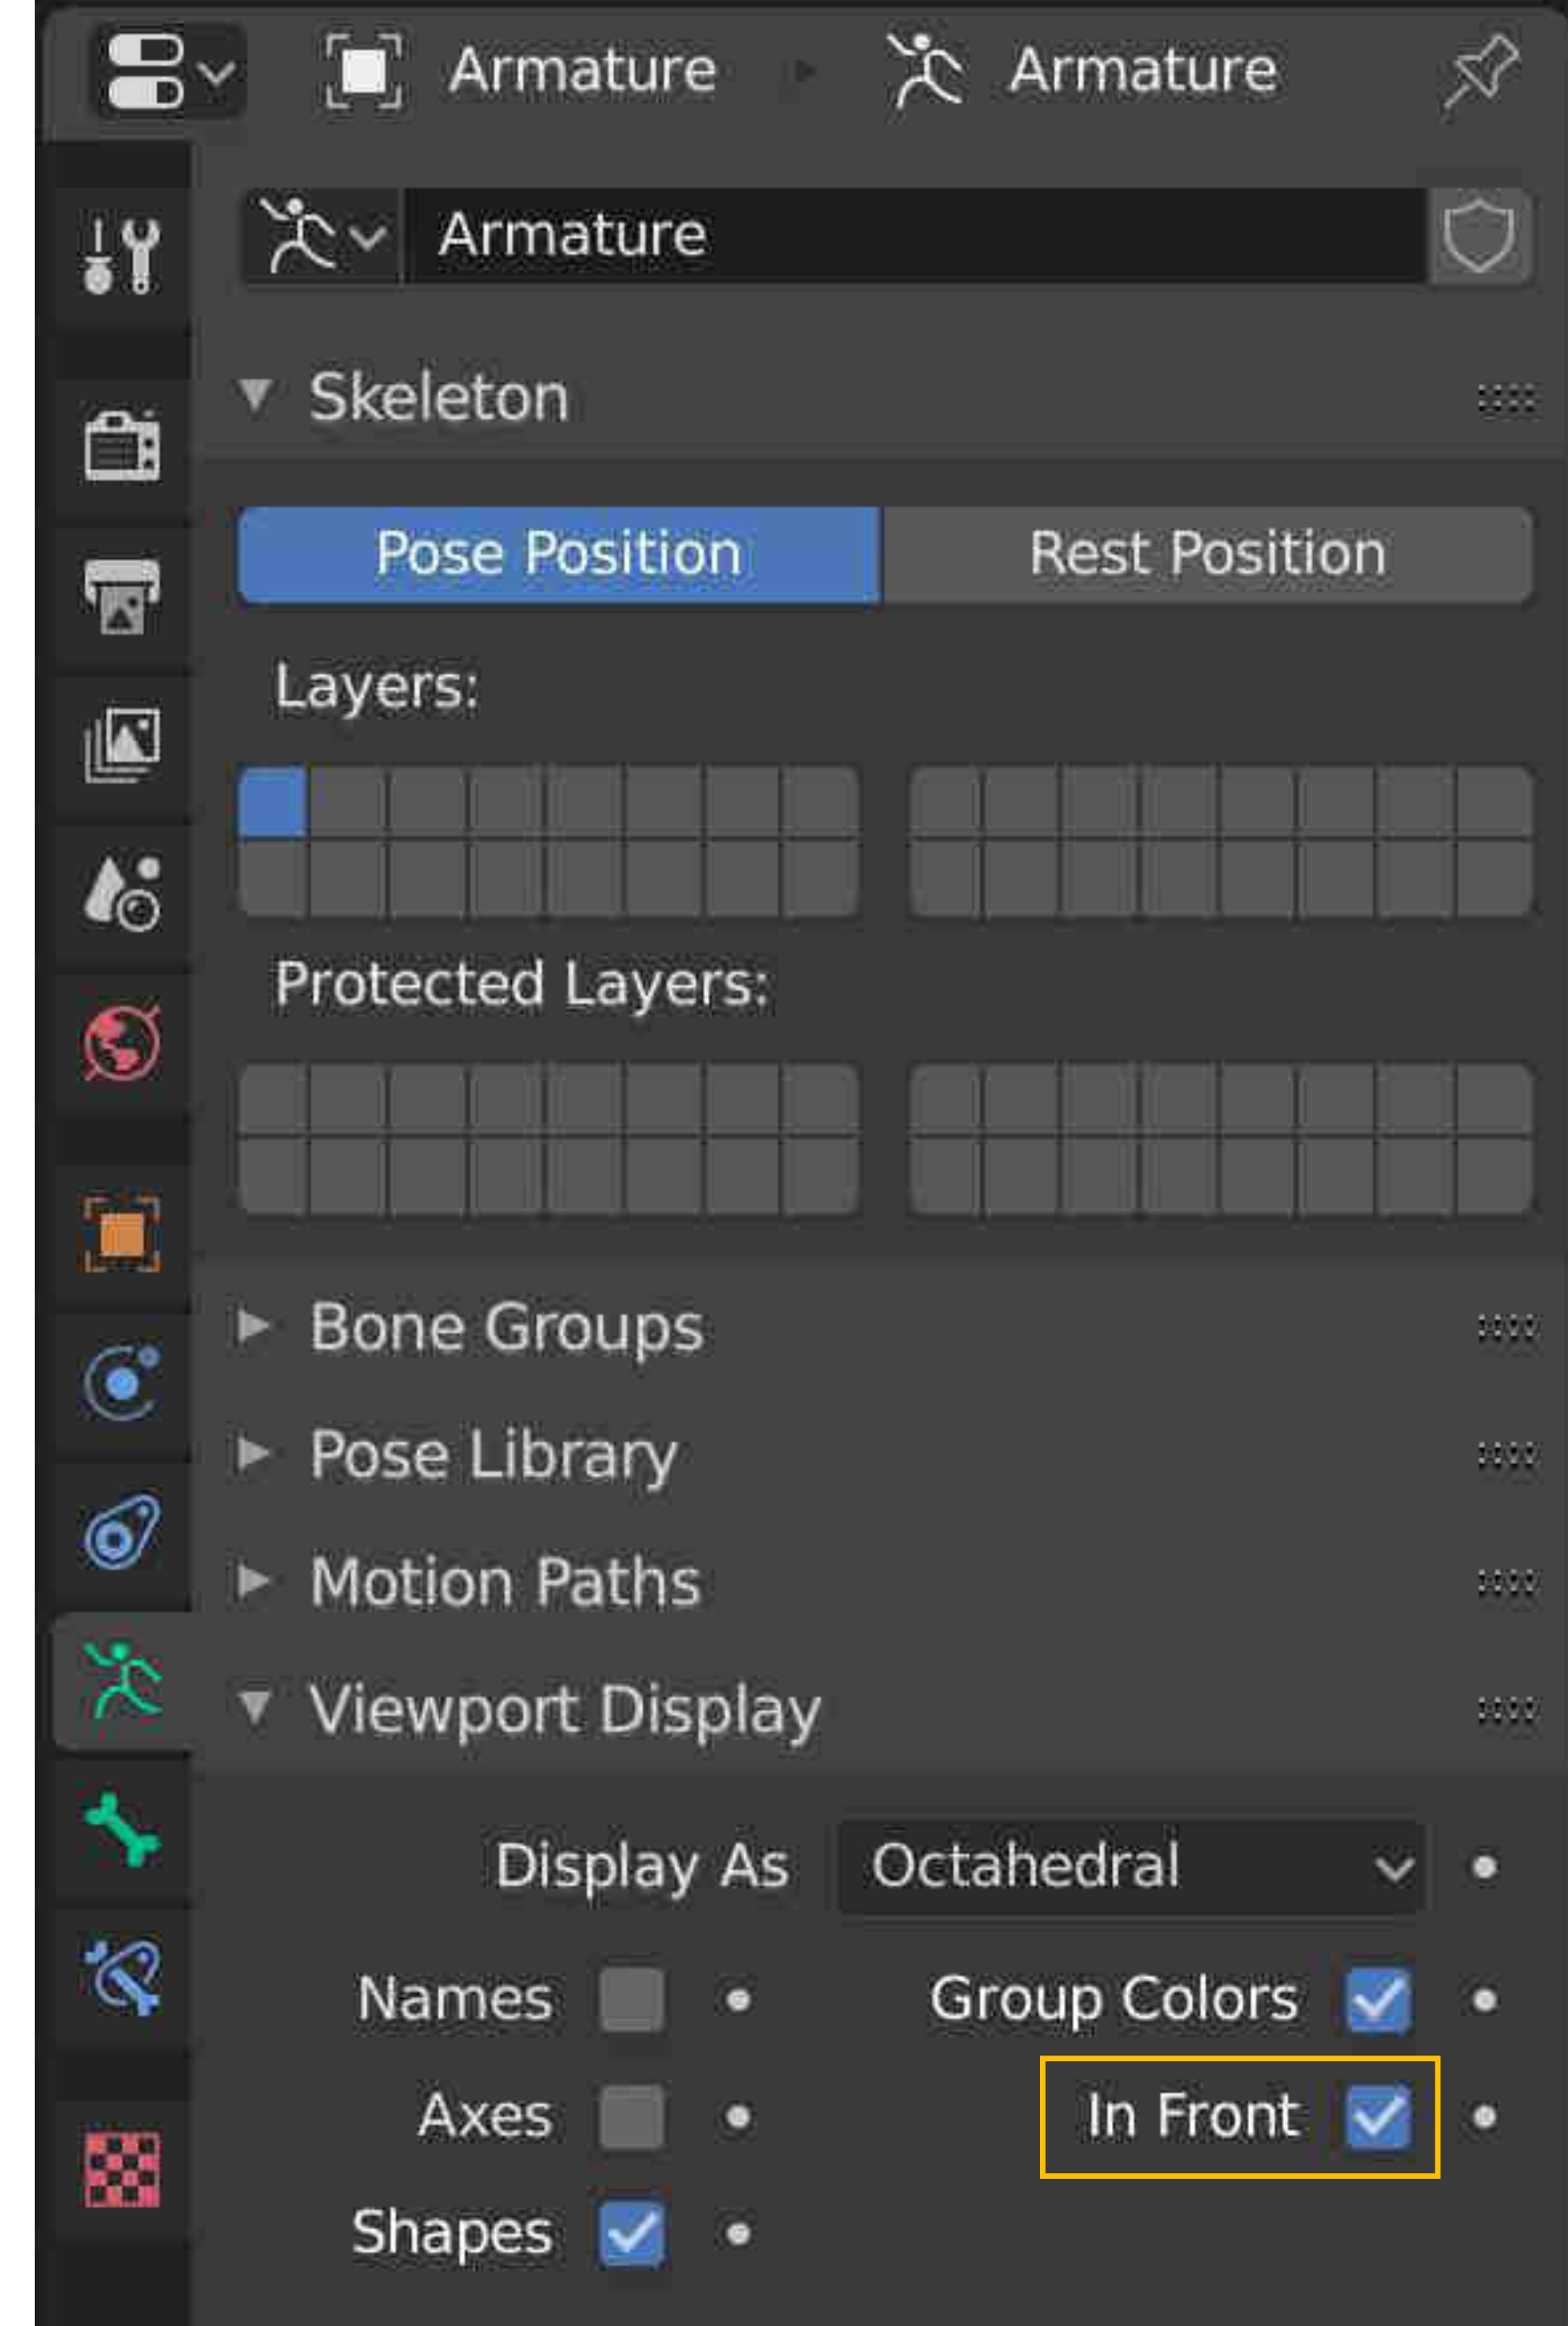 Armature Armature
Armature
Skeleton
Pose Position Rest Position
Layers:
Protected Layers:
Bone Groups
Pose Library
Motion Paths
Viewport Display
Display As Octahedral
Names Group Colors
Axes In Front
Shapes